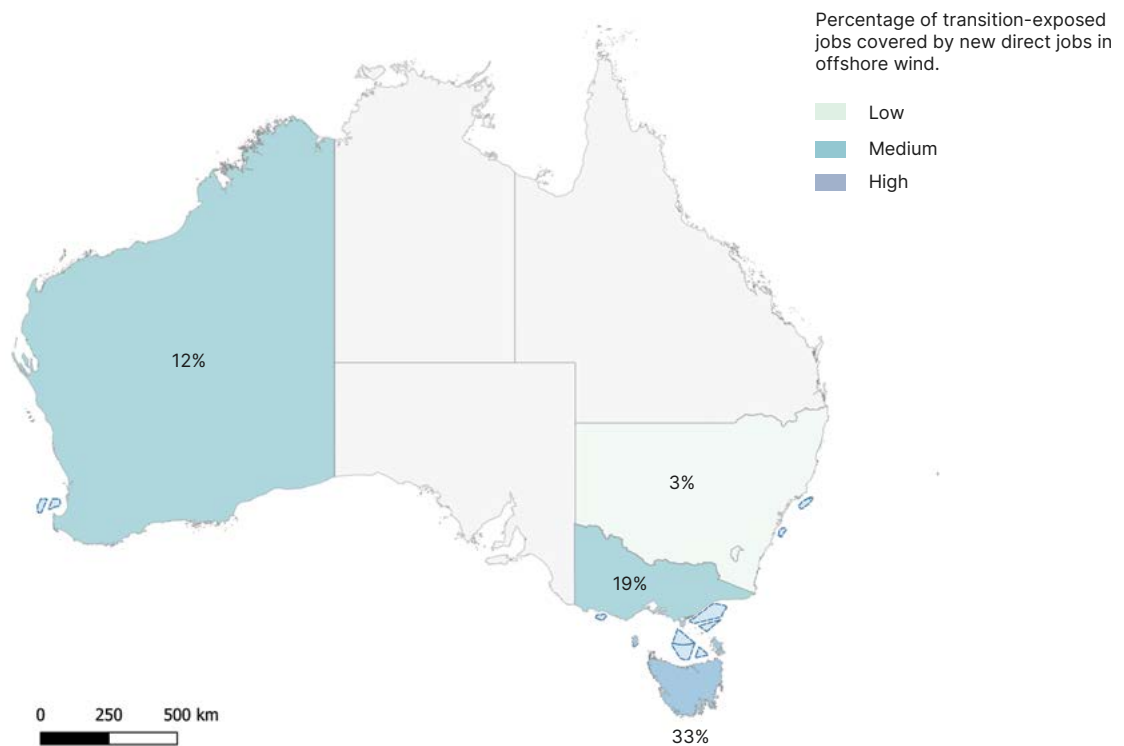 Percentage of transition-exposed
jobs covered by new direct jobs in
offshore wind.
Low
Medium
High
12%
3%
19%
33%
0 250 500 km